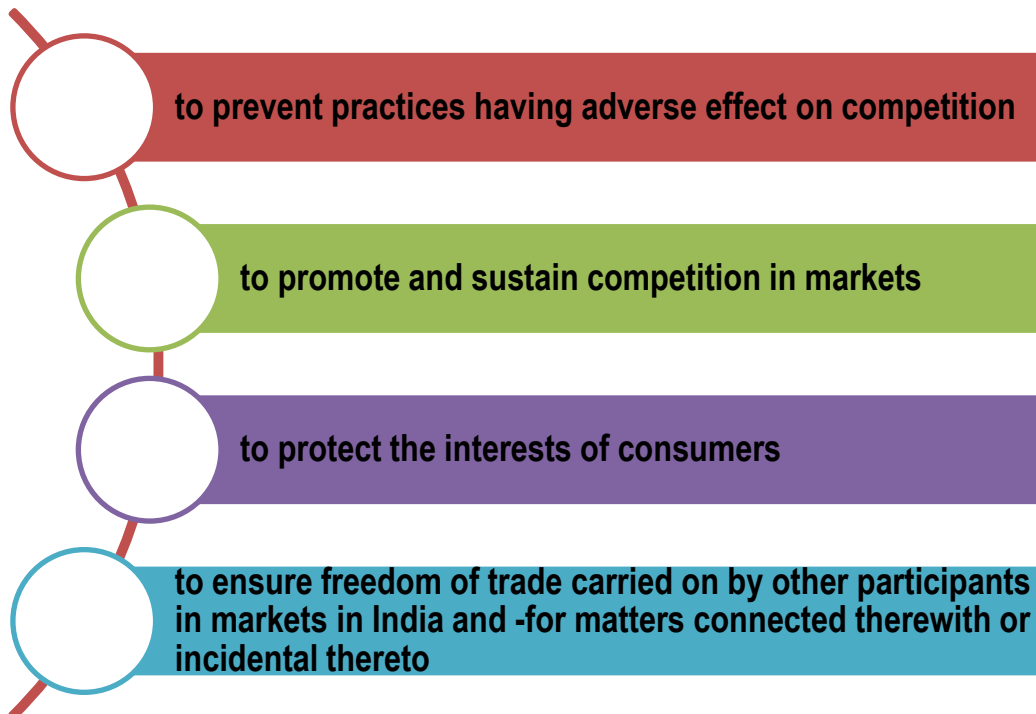 to prevent practices having adverse effect on competition
to promote and sustain competition in markets
to protect the interests of consumers
to ensure freedom of trade carried on by other participants
in markets in India and -for matters connected therewith or
incidental thereto